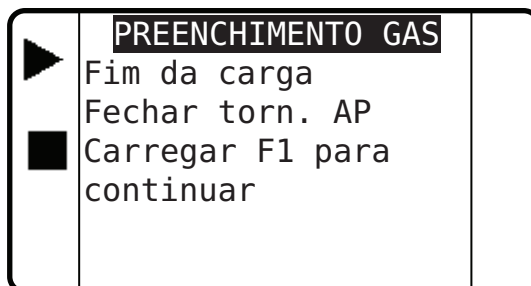 PREENCHIMENTO GAS
Fim da carga
Fechar torn. AP
Carregar F1 para
continuar